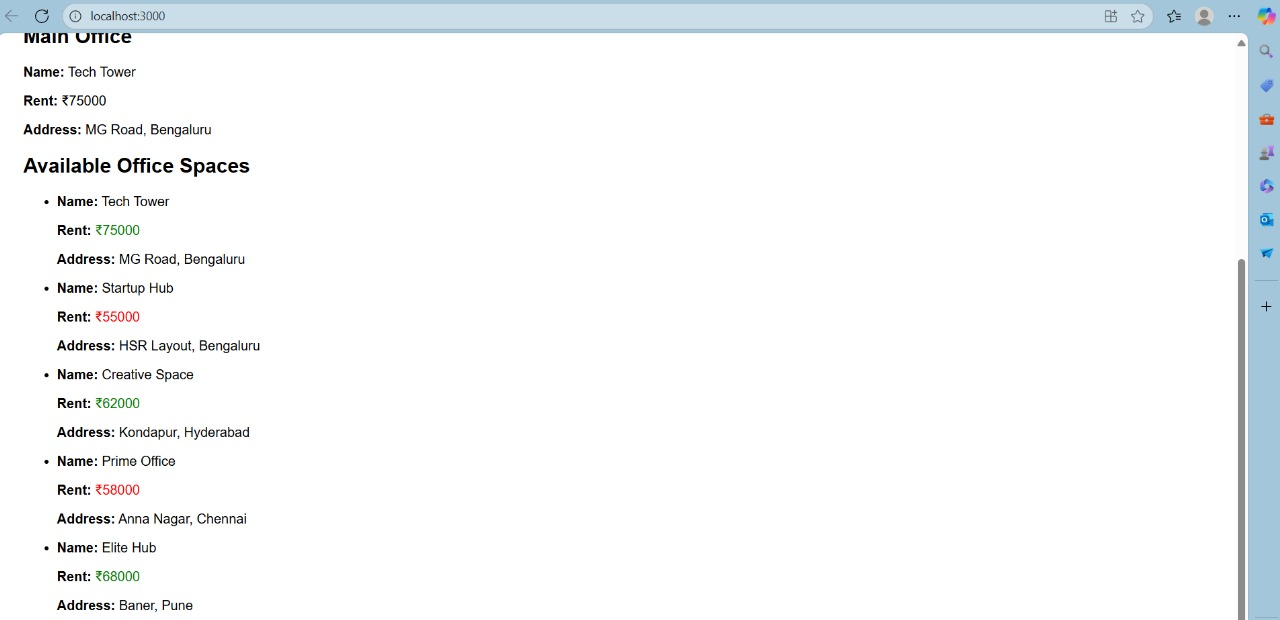 localhost:3000
Main Office
Name: Tech Tower
Rent: ₹75000
Address: MG Road, Bengaluru
Available Office Spaces
• Name: Tech Tower
Rent: ₹75000
Address: MG Road, Bengaluru
• Name: Startup Hub
Rent: ₹55000
Address: HSR Layout, Bengaluru
• Name: Creative Space
Rent: ₹62000
Address: Kondapur, Hyderabad
• Name: Prime Office
Rent: ₹58000
Address: Anna Nagar, Chennai
• Name: Elite Hub
Rent: ₹68000
Address: Baner, Pune